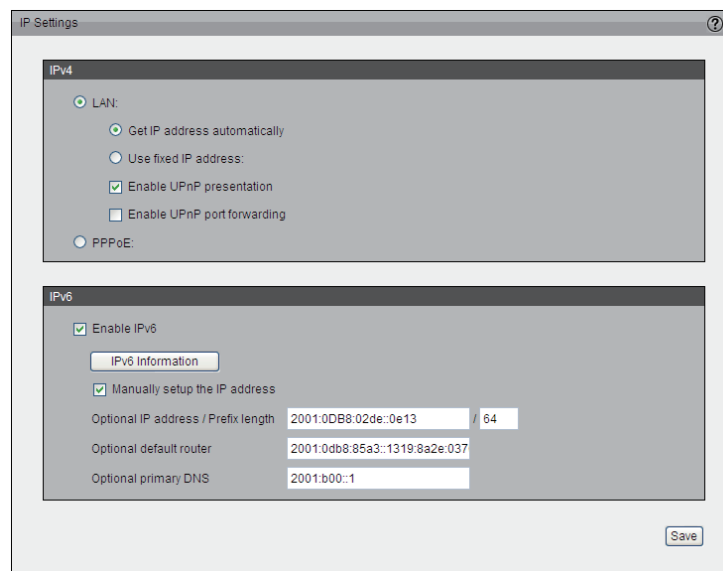 IP Settings
?
IPv4
LAN:
Get IP address automatically
Use fixed IP address:
Enable UPnP presentation
Enable UPnP port forwarding
PPPoE:
IPv6
Enable IPv6
IPv6 Information
Manually setup the IP address
Optional IP address / Prefix length 2001:0DB8:02de::0e13 / 64
Optional default router 2001:0db8:85a3::1319:8a2e:037
Optional primary DNS 2001:b00::1
Save